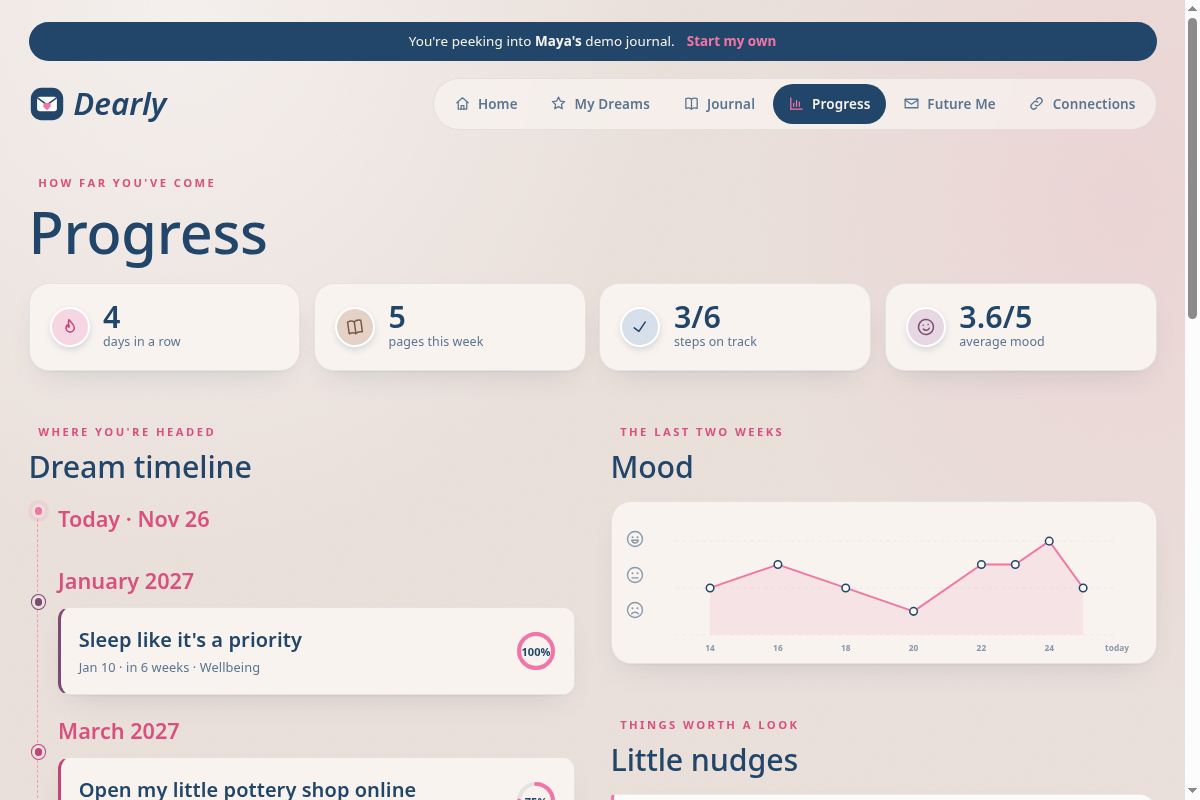 You're peeking into Maya's demo journal. Start my own
Dearly
Home
My Dreams
Journal
Progress
Future Me
Connections
HOW FAR YOU'VE COME
Progress
4
days in a row
5
pages this week
3/6
steps on track
3.6/5
average mood
WHERE YOU'RE HEADED
Dream timeline
Today · Nov 26
January 2027
Sleep like it's a priority
Jan 10 · in 6 weeks · Wellbeing
100%
March 2027
Open my little pottery shop online
75%
THE LAST TWO WEEKS
Mood
14 16 18 20 22 24 today
THINGS WORTH A LOOK
Little nudges